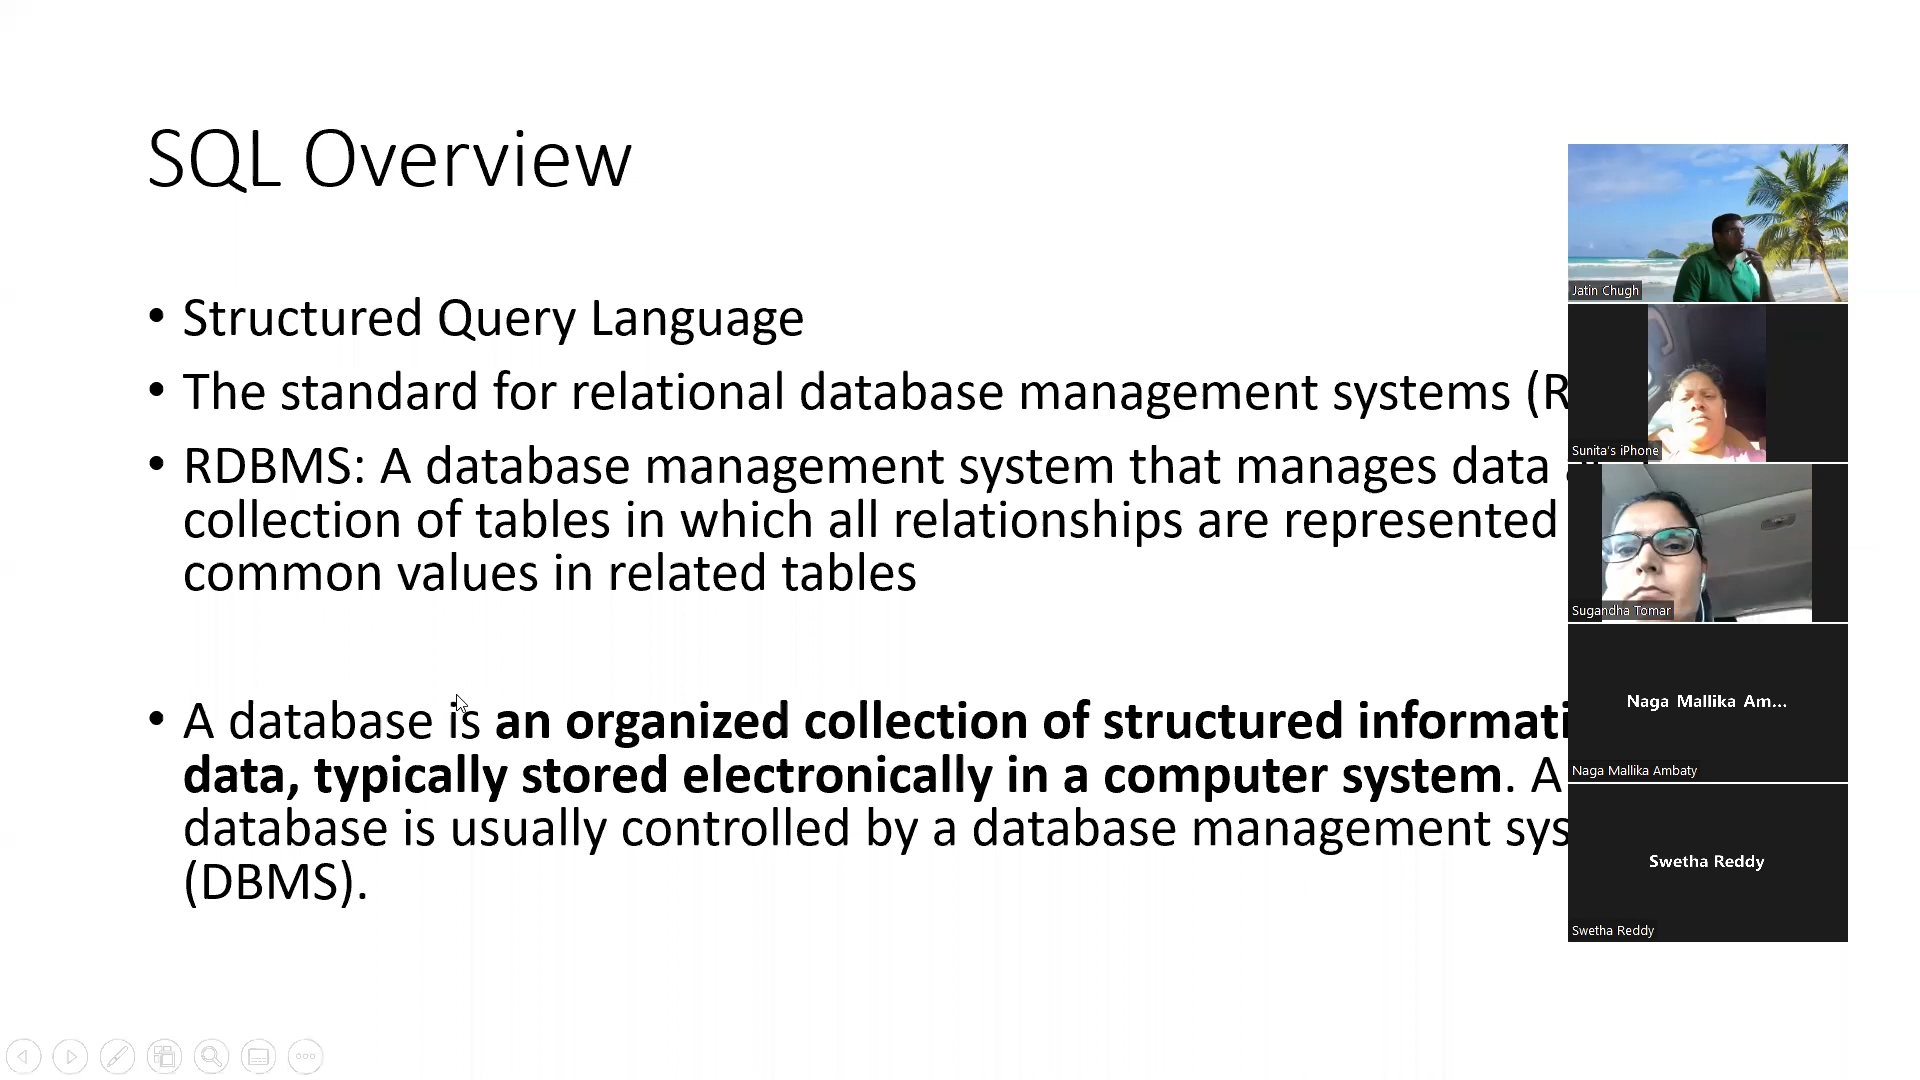 SQL Overview
• Structured Query Language
• The standard for relational database management systems (R
• RDBMS: A database management system that manages data
collection of tables in which all relationships are represented
common values in related tables
• A database is an organized collection of structured informati
data, typically stored electronically in a computer system. A
database is usually controlled by a database management sys
(DBMS).
Jatin Chugh
Sunita's iPhone
Sugandha Tomar
Naga Mallika Am...
Naga Mallika Ambaty
Swetha Reddy
Swetha Reddy